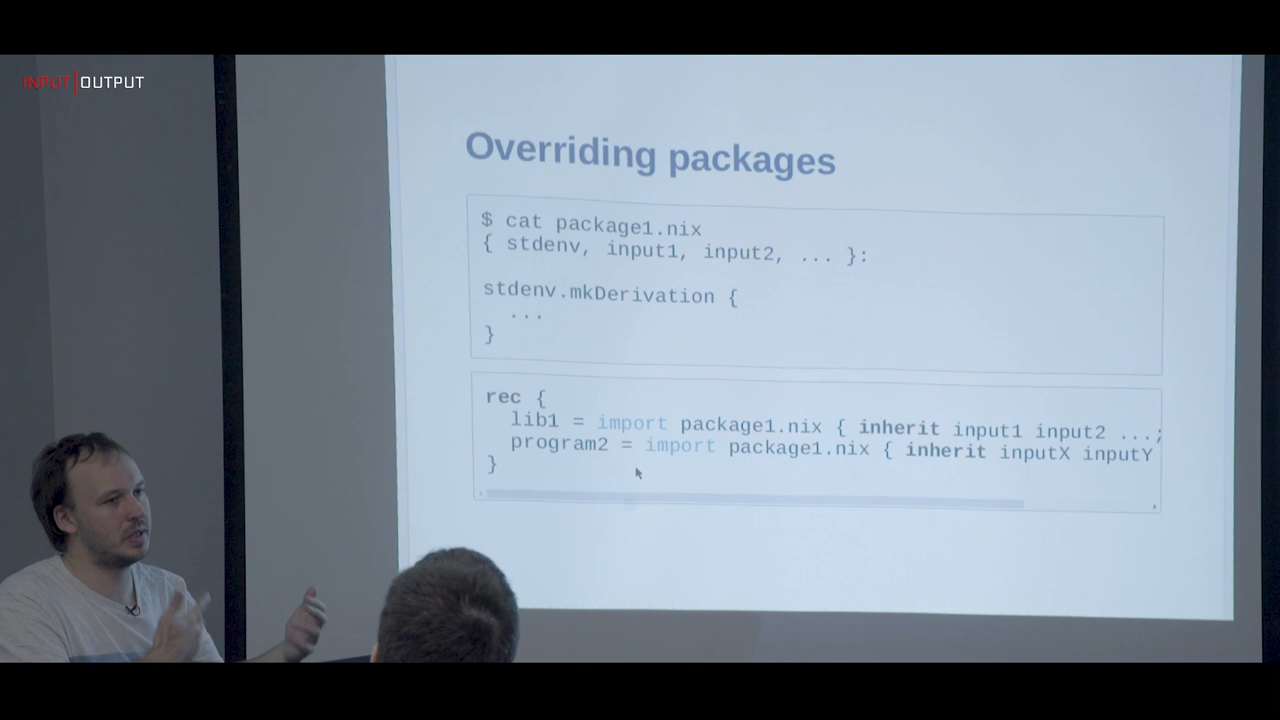 INPUT|OUTPUT
Overriding packages
$ cat package1.nix
{ stdenv, input1, input2, ... }:
stdenv.mkDerivation {
...
}
rec {
lib1 = import package1.nix { inherit input1 input2 ...;
program2 = import package1.nix { inherit inputX inputY
}